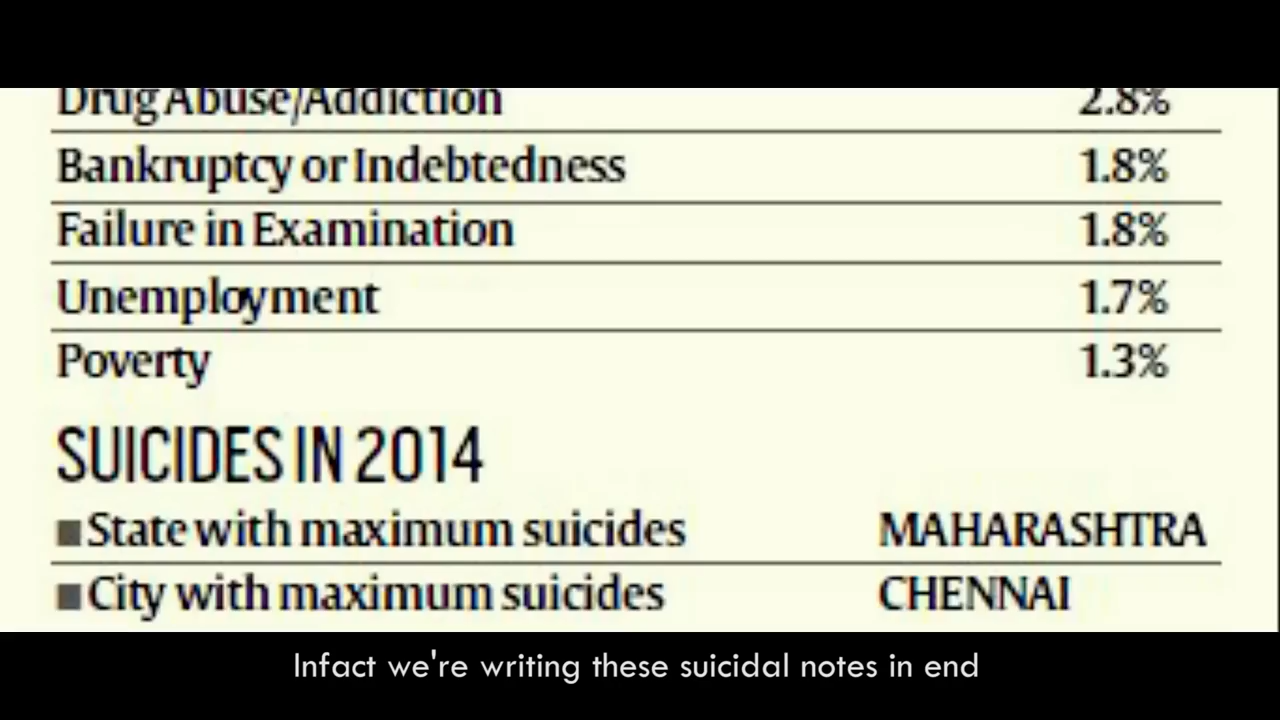 Drug Abuse/Addiction 2.8%
Bankruptcy or Indebtedness 1.8%
Failure in Examination 1.8%
Unemployment 1.7%
Poverty 1.3%
SUICIDES IN 2014
■ State with maximum suicides MAHARASHTRA
■ City with maximum suicides CHENNAI
Infact we're writing these suicidal notes in end